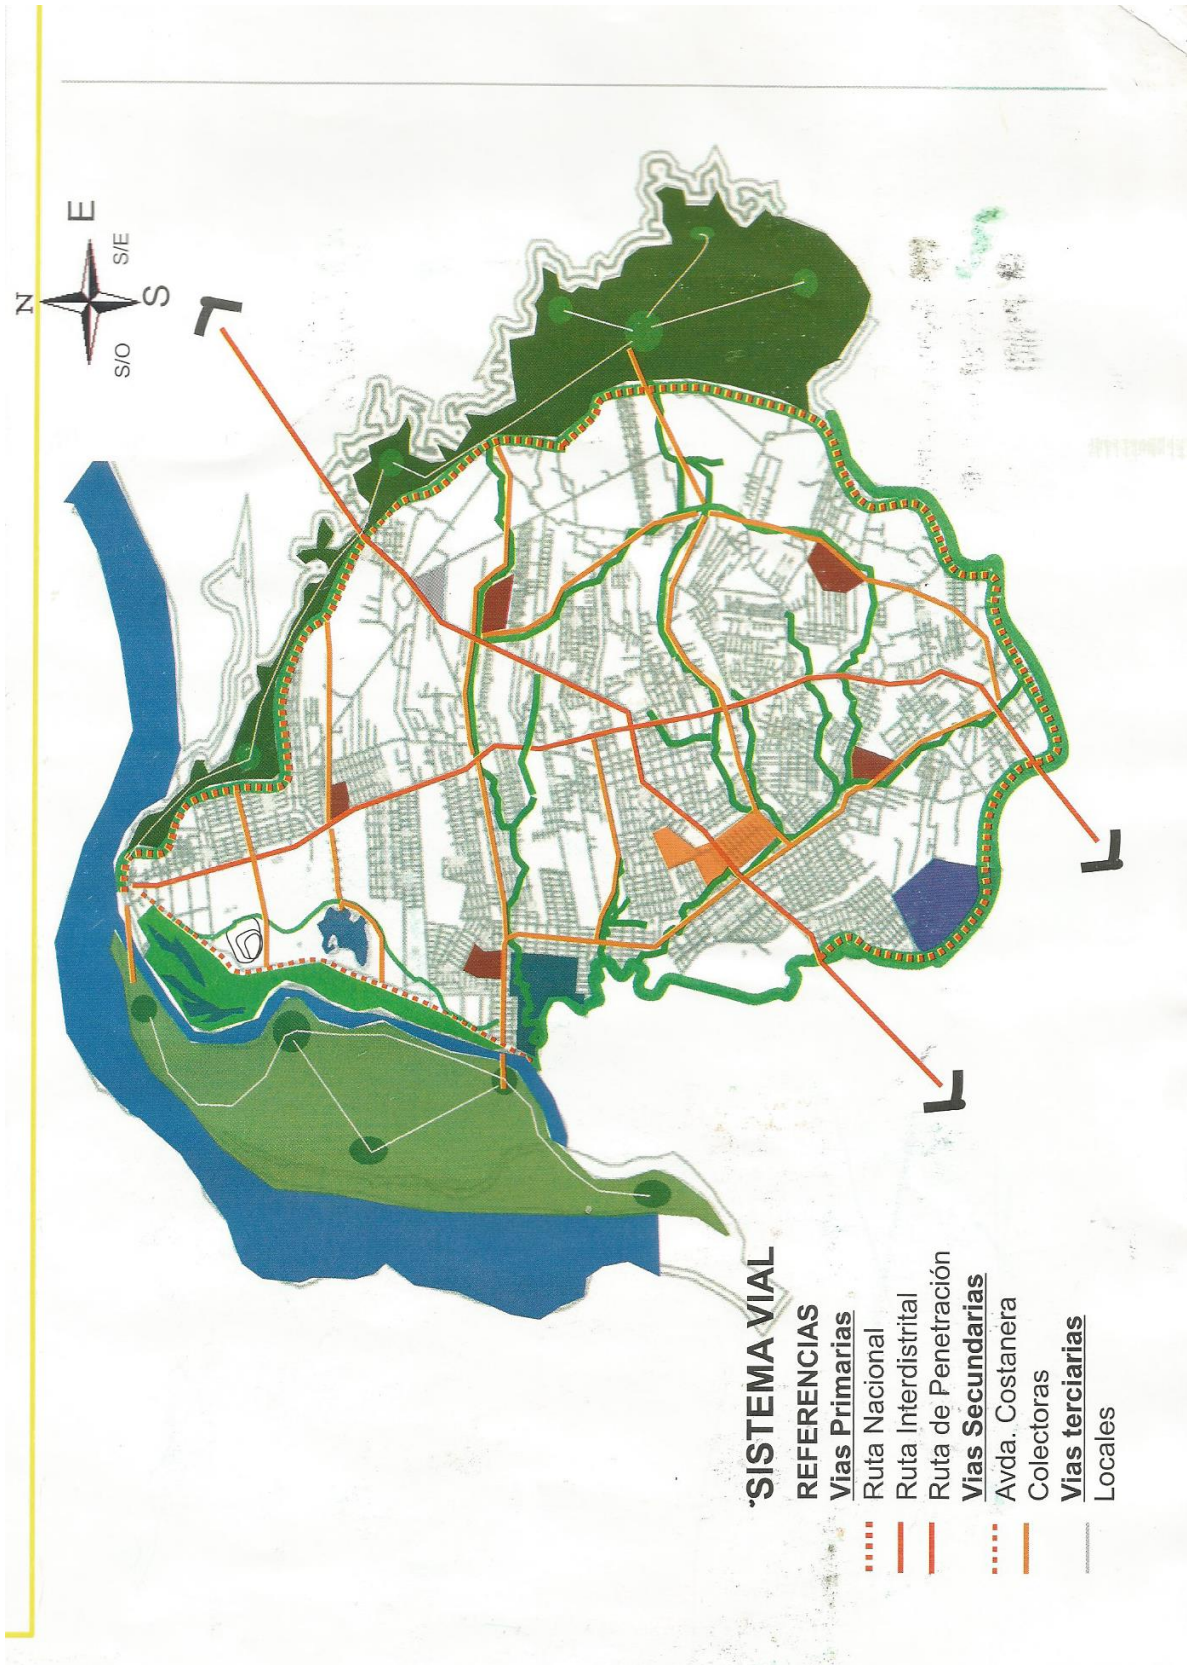 N
E
S/E
S
S/O
SISTEMA VIAL
REFERENCIAS
Vias Primarias
Ruta Nacional
Ruta Interdistrital
Ruta de Penetración
Vias Secundarias
Avda. Costanera
Colectoras
Vias terciarias
Locales